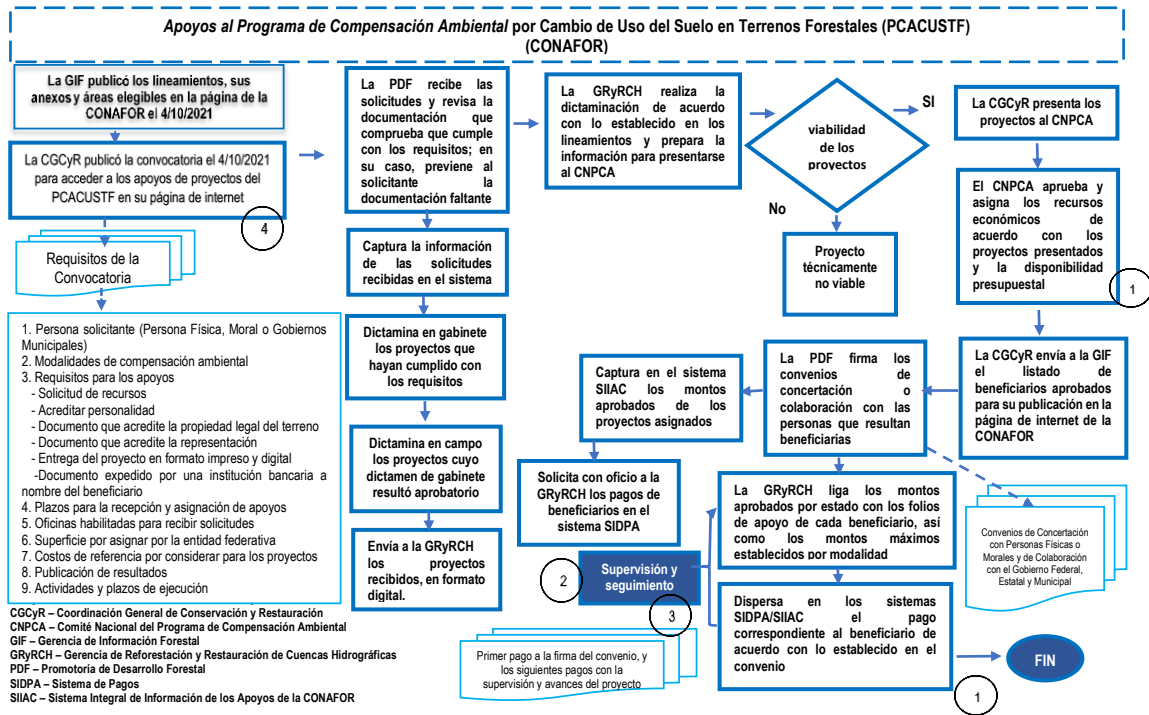 Apoyos al Programa de Compensación Ambiental por Cambio de Uso del Suelo en Terrenos Forestales (PCACUSTF)
(CONAFOR)
La GIF publicó los lineamientos, sus
anexos y áreas elegibles en la página de la
CONAFOR el 4/10/2021
La CGCyR publicó la convocatoria el 4/10/2021
para acceder a los apoyos de proyectos del
PCACUSTF en su página de internet
4
Requisitos de la
Convocatoria
1. Persona solicitante (Persona Física, Moral o Gobiernos
Municipales)
2. Modalidades de compensación ambiental
3. Requisitos para los apoyos
- Solicitud de recursos
- Acreditar personalidad
- Documento que acredite la propiedad legal del terreno
- Documento que acredite la representación
- Entrega del proyecto en formato impreso y digital
-Documento expedido por una institución bancaria a
nombre del beneficiario
4. Plazos para la recepción y asignación de apoyos
5. Oficinas habilitadas para recibir solicitudes
6. Superficie por asignar por la entidad federativa
7. Costos de referencia por considerar para los proyectos
8. Publicación de resultados
9. Actividades y plazos de ejecución
La PDF recibe las
solicitudes y revisa la
documentación que
comprueba que cumple
con los requisitos; en
su caso, previene al
solicitante la
documentación faltante
Captura la información
de las solicitudes
recibidas en el sistema
Dictamina en gabinete
los proyectos que
hayan cumplido con
los requisitos
Dictamina en campo
los proyectos cuyo
dictamen de gabinete
resultó aprobatorio
Envía a la GRyRCH
los proyectos
recibidos, en formato
digital.
La GRyRCH realiza la
dictaminación de acuerdo
con lo establecido en los
lineamientos y prepara la
información para presentarse
al CNPCA
viabilidad
de los
proyectos
SI
No
Proyecto
técnicamente
no viable
La CGCyR presenta los
proyectos al CNPCA
El CNPCA aprueba y
asigna los recursos
económicos de
acuerdo con los
proyectos presentados
y la disponibilidad
presupuestal
1
La CGCyR envía a la GIF
el listado de
beneficiarios aprobados
para su publicación en la
página de internet de la
CONAFOR
La PDF firma los
convenios de
concertación o
colaboración con las
personas que resultan
beneficiarias
Captura en el sistema
SIIAC los montos
aprobados de los
proyectos asignados
Solicita con oficio a la
GRyRCH los pagos de
beneficiarios en el
sistema SIDPA
La GRyRCH liga los montos
aprobados por estado con los folios
de apoyo de cada beneficiario, así
como los montos máximos
establecidos por modalidad
Convenios de Concertación
con Personas Físicas o
Morales y de Colaboración
con el Gobierno Federal,
Estatal y Municipal
2
Supervisión y
seguimiento
3
Dispersa en los sistemas
SIDPA/SIIAC el pago
correspondiente al beneficiario de
acuerdo con lo establecido en el
convenio
1
FIN
Primer pago a la firma del convenio, y
los siguientes pagos con la
supervisión y avances del proyecto
CGCyR – Coordinación General de Conservación y Restauración
CNPCA – Comité Nacional del Programa de Compensación Ambiental
GIF – Gerencia de Información Forestal
GRyRCH – Gerencia de Reforestación y Restauración de Cuencas Hidrográficas
PDF – Promotoría de Desarrollo Forestal
SIDPA – Sistema de Pagos
SIIAC – Sistema Integral de Información de los Apoyos de la CONAFOR